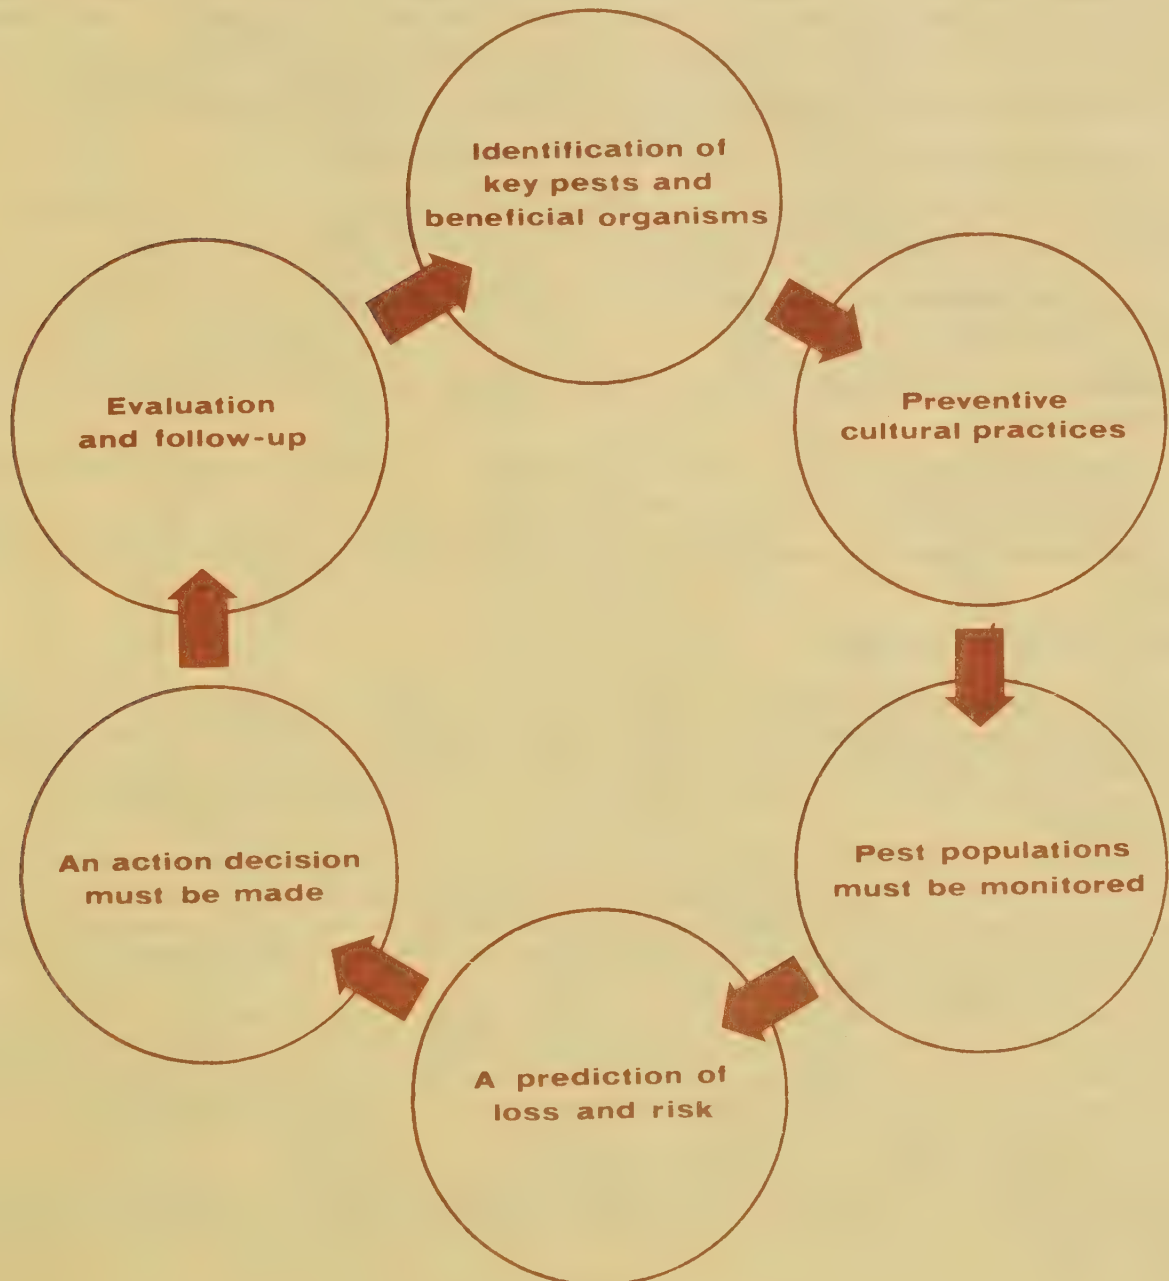 Identification of
key pests and
beneficial organisms
Preventive
cultural practices
Pest populations
must be monitored
A prediction of
loss and risk
An action decision
must be made
Evaluation
and follow-up